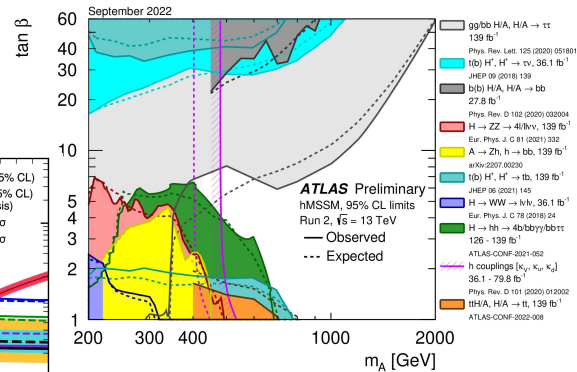 September 2022
tan β
60
40
30
20
10
5
4
3
2
1
200
300
400
1000
2000
m_A [GeV]
ATLAS Preliminary
hMSSM, 95% CL limits
Run 2, √s = 13 TeV
Observed
Expected
gg/bb H/A, H/A → ττ
139 fb⁻¹
Phys. Rev. Lett. 125 (2020) 051801
t(b) H⁺, H⁺ → τν, 36.1 fb⁻¹
JHEP 09 (2018) 139
b(b) H/A, H/A → bb
27.8 fb⁻¹
Phys. Rev. D 102 (2020) 032004
H → ZZ → 4l/llνν, 139 fb⁻¹
Eur. Phys. J. C 81 (2021) 332
A → Zh, h → bb, 139 fb⁻¹
arXiv:2207.00230
t(b) H⁺, H⁺ → tb, 139 fb⁻¹
JHEP 06 (2021) 145
H → WW → lνlν, 36.1 fb⁻¹
Eur. Phys. J. C 78 (2018) 24
H → hh → 4b/bbγγ/bbττ
126 - 139 fb⁻¹
ATLAS-CONF-2021-052
h couplings [κ_V, κ_u, κ_d]
36.1 - 79.8 fb⁻¹
Phys. Rev. D 101 (2020) 012002
ttH/A, H/A → tt, 139 fb⁻¹
ATLAS-CONF-2022-008
5% CL)
5% CL)
sis)
σ
σ